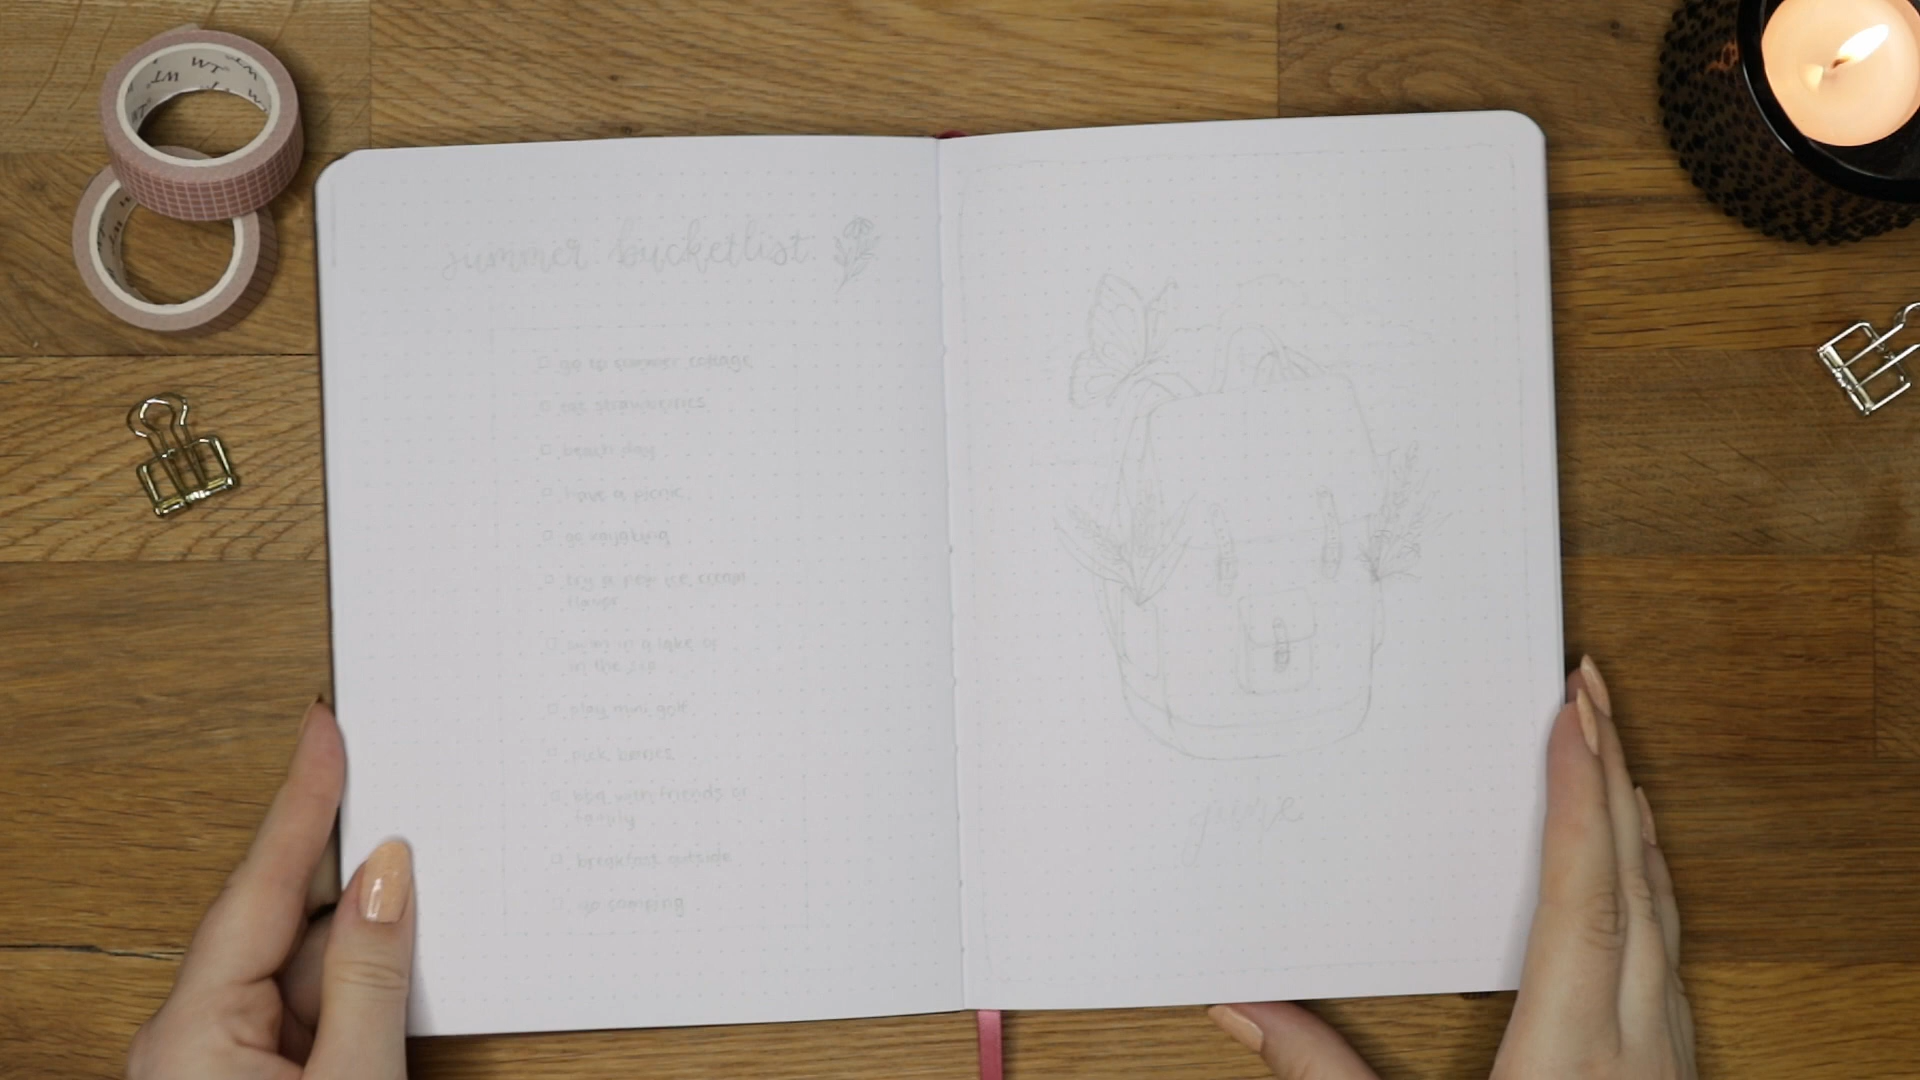 summer bucketlist
go to summer cottage
eat strawberries
beach day
have a picnic
go kayaking
try a new ice cream
flavor
swim in a lake or
in the sea
play mini golf
pick berries
bbq with friends or
family
breakfast outside
go camping
june
WT
WT